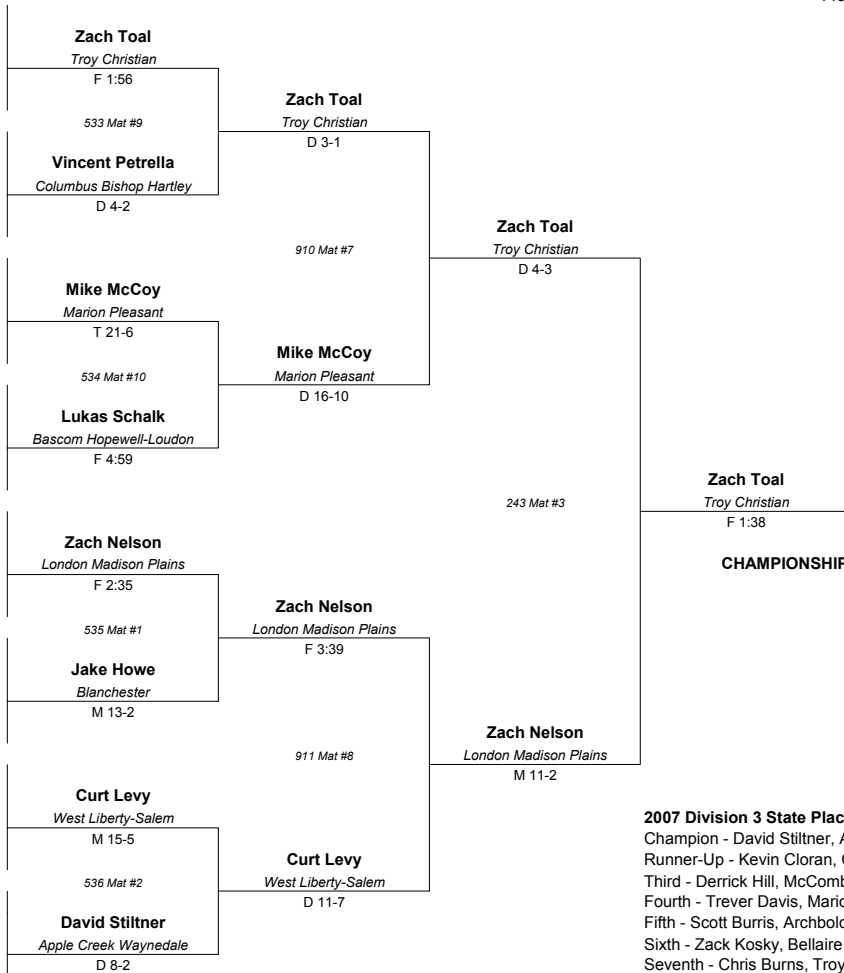 Zach Toal
Troy Christian
F 1:56
533 Mat #9
Vincent Petrella
Columbus Bishop Hartley
D 4-2
Zach Toal
Troy Christian
D 3-1
910 Mat #7
Mike McCoy
Marion Pleasant
T 21-6
534 Mat #10
Lukas Schalk
Bascom Hopewell-Loudon
F 4:59
Mike McCoy
Marion Pleasant
D 16-10
Zach Toal
Troy Christian
D 4-3
243 Mat #3
Zach Toal
Troy Christian
F 1:38
CHAMPIONSHIP
Zach Nelson
London Madison Plains
F 2:35
535 Mat #1
Jake Howe
Blanchester
M 13-2
Zach Nelson
London Madison Plains
F 3:39
911 Mat #8
Zach Nelson
London Madison Plains
M 11-2
Curt Levy
West Liberty-Salem
M 15-5
536 Mat #2
David Stiltner
Apple Creek Waynedale
D 8-2
Curt Levy
West Liberty-Salem
D 11-7
2007 Division 3 State Plac
Champion - David Stiltner, A
Runner-Up - Kevin Cloran,
Third - Derrick Hill, McComb
Fourth - Trever Davis, Mario
Fifth - Scott Burris, Archbold
Sixth - Zack Kosky, Bellaire
Seventh - Chris Burns, Troy